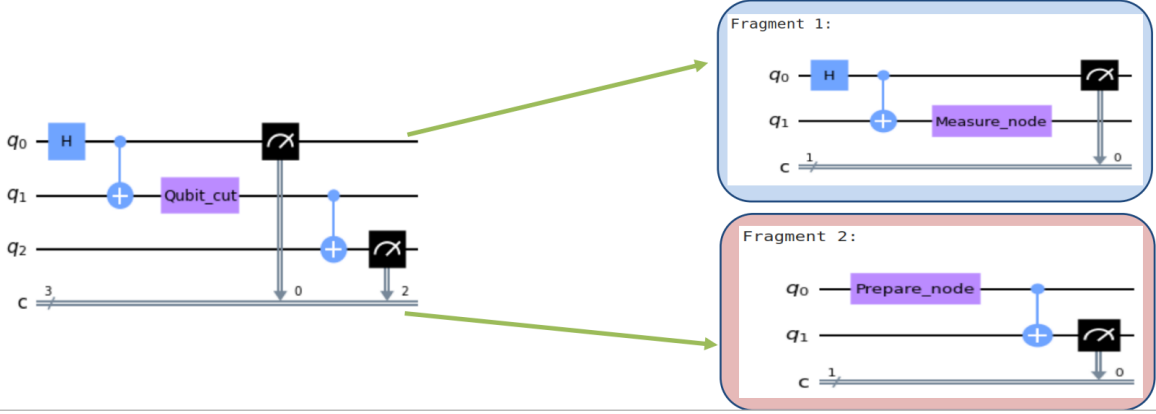 q₀ H
q₁ Qubit_cut
q₂
c 3 0 2
Fragment 1:
q₀ H
q₁ Measure_node
c 1 0
Fragment 2:
q₀ Prepare_node
q₁
c 1 0